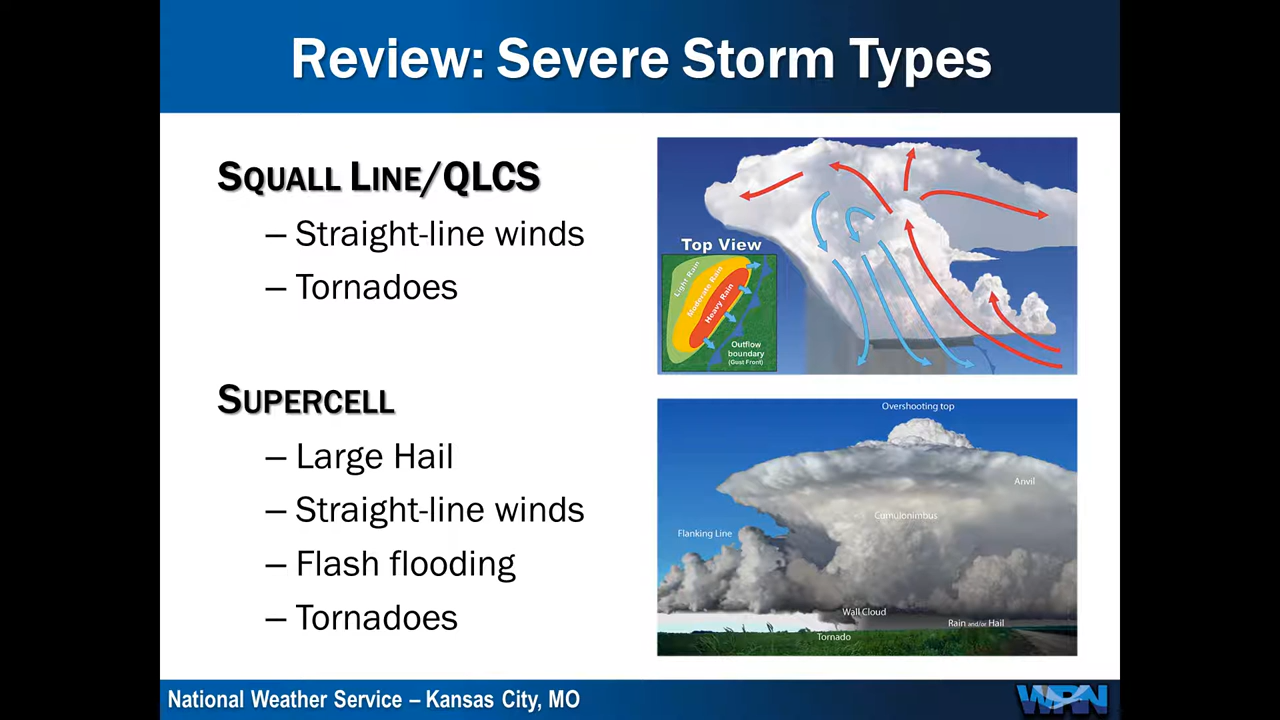 Review: Severe Storm Types
SQUALL LINE/QLCS
– Straight-line winds
– Tornadoes
SUPERCELL
– Large Hail
– Straight-line winds
– Flash flooding
– Tornadoes
Top View
Light Rain
Moderate Rain
Heavy Rain
Outflow
boundary
(Gust Front)
Overshooting top
Anvil
Cumulonimbus
Flanking Line
Wall Cloud
Rain and/or Hail
Tornado
National Weather Service – Kansas City, MO
WRN